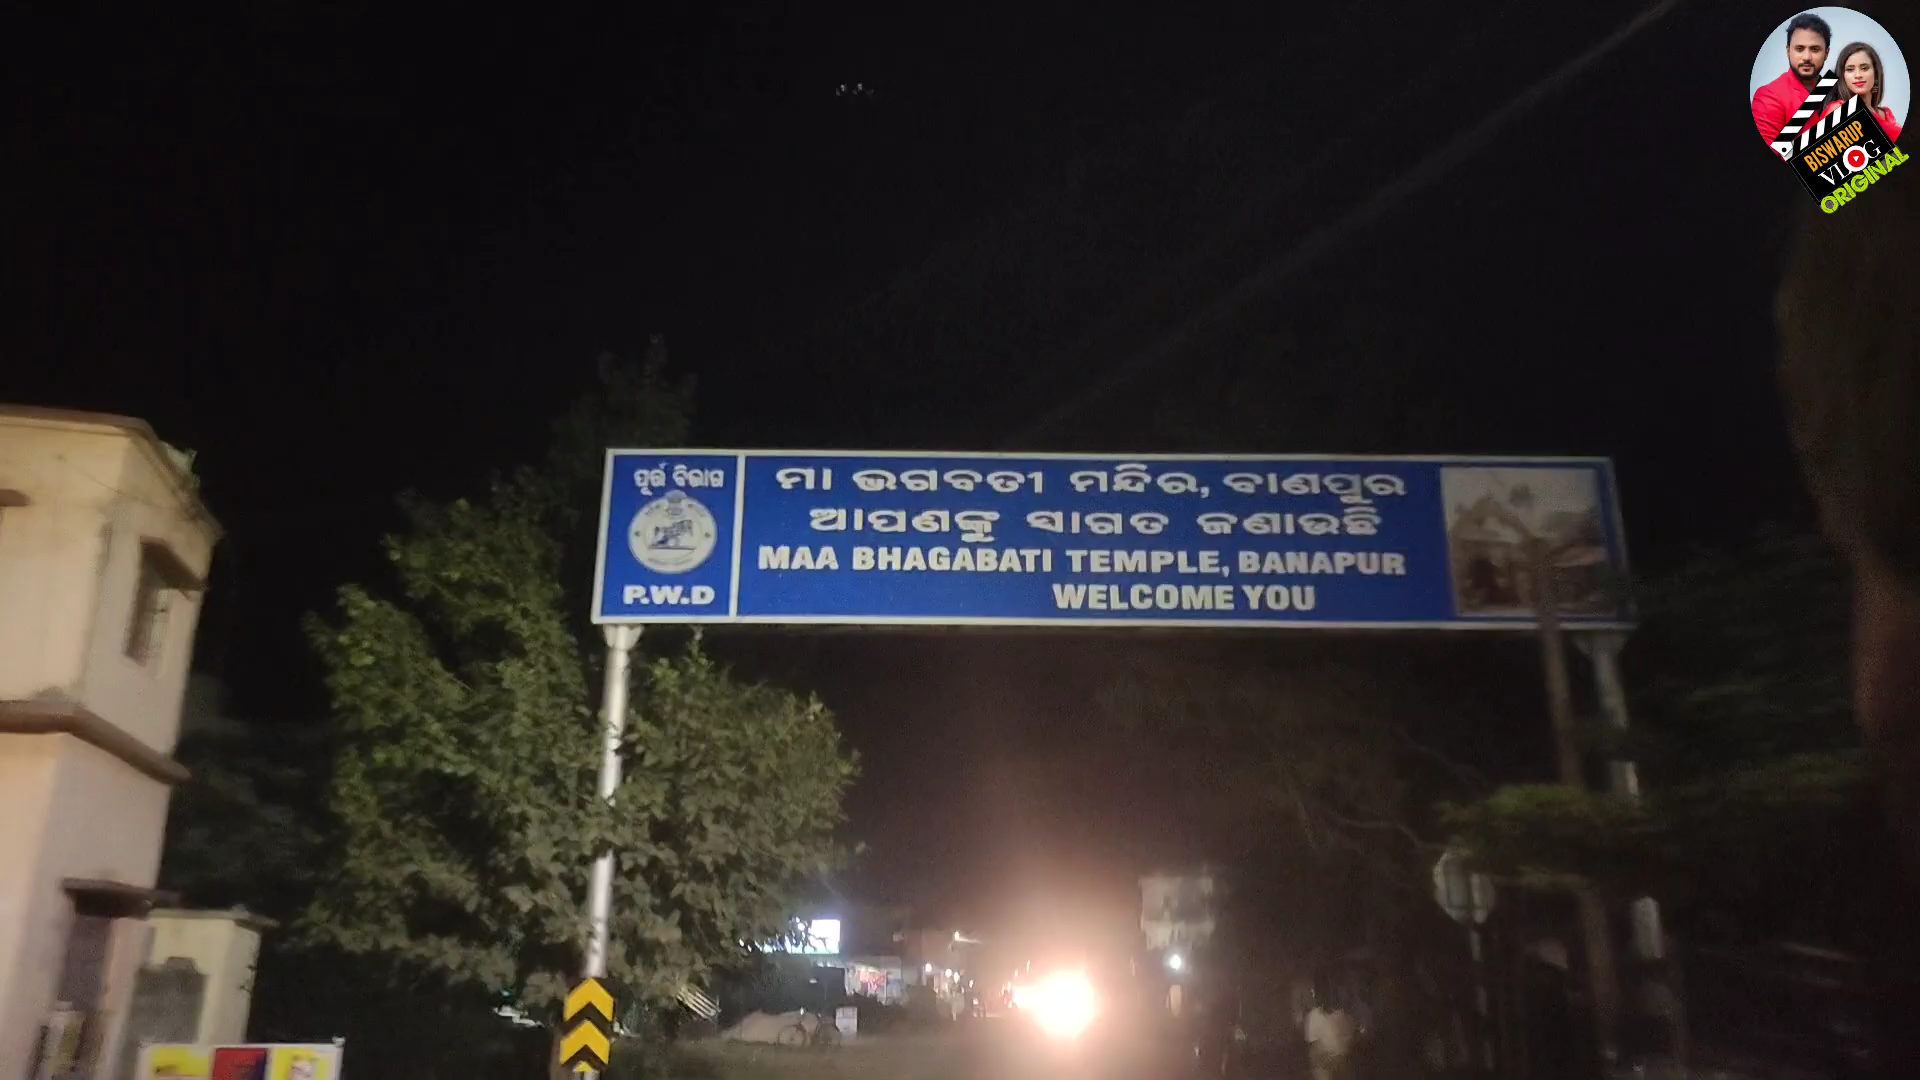 ପୂର୍ତ୍ତ ବିଭାଗ
P.W.D
ମା ଭଗବତୀ ମନ୍ଦିର, ବାଣପୁର
ଆପଣଙ୍କୁ ସ୍ୱାଗତ ଜଣାଉଛି
MAA BHAGABATI TEMPLE, BANAPUR
WELCOME YOU
BISWARUP
VLOG
ORIGINAL